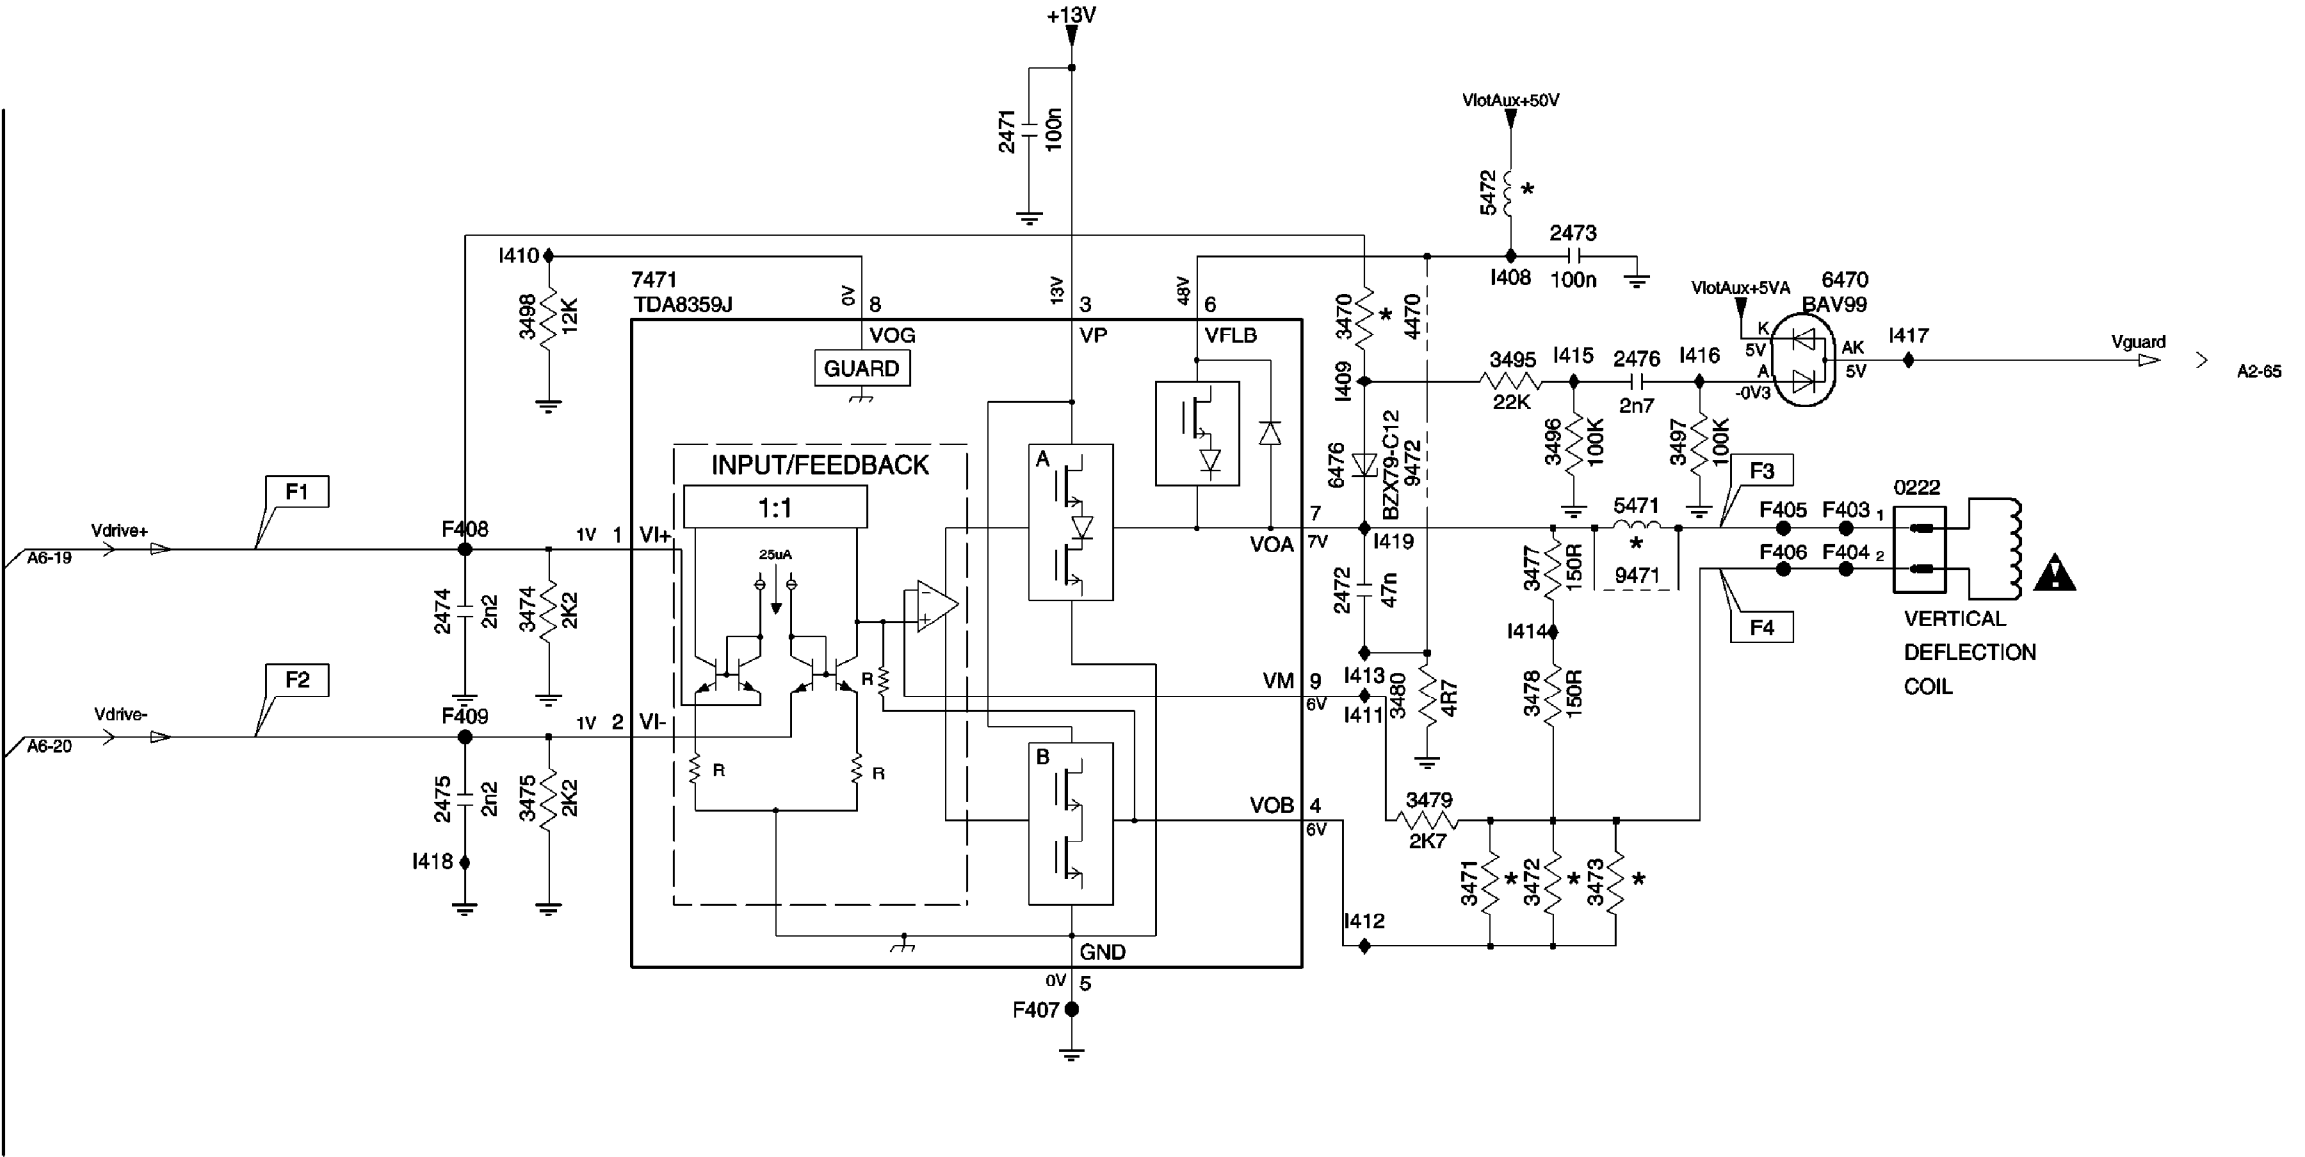 +13V
2471
100n
VlotAux+50V
5472
*
I410
3498
12K
7471
TDA8359J
0V
8
13V
3
48V
6
2473
I408
100n
VOG
GUARD
VP
VFLB
3470
*
4470
I409
VlotAux+5VA
6470
BAV99
K
5V
A
-0V3
AK
5V
I417
Vguard
A2-65
3495
22K
I415
2476
2n7
I416
3496
100K
3497
100K
6476
BZX79-C12
9472
INPUT/FEEDBACK
1:1
25uA
A
F1
Vdrive+
A6-19
F408
1V
1
VI+
7
VOA
7V
I419
F3
5471
*
9471
F405
F403
1
0222
F406
F404
2
F4
VERTICAL
DEFLECTION
COIL
2474
2n2
3474
2K2
2472
47n
3477
150R
I414
3478
150R
-
+
R
VM
9
6V
I413
I411
3480
4R7
F2
Vdrive-
A6-20
F409
1V
2
VI-
R
R
B
2475
2n2
3475
2K2
I418
VOB
4
6V
3479
2K7
3471
*
3472
*
3473
*
I412
GND
0V
5
F407